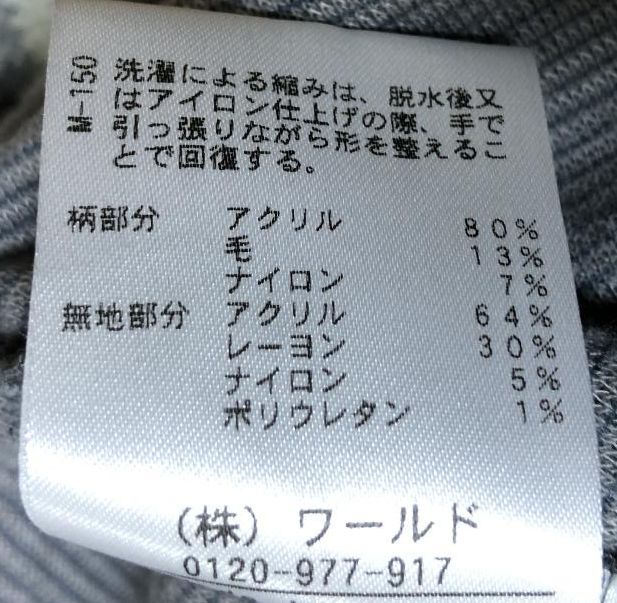 M-150
洗濯による縮みは、脱水後又
はアイロン仕上げの際、手で
引っ張りながら形を整えるこ
とで回復する。
柄部分 アクリル 80%
毛 13%
ナイロン 7%
無地部分 アクリル 64%
レーヨン 30%
ナイロン 5%
ポリウレタン 1%
(株) ワールド
0120-977-917